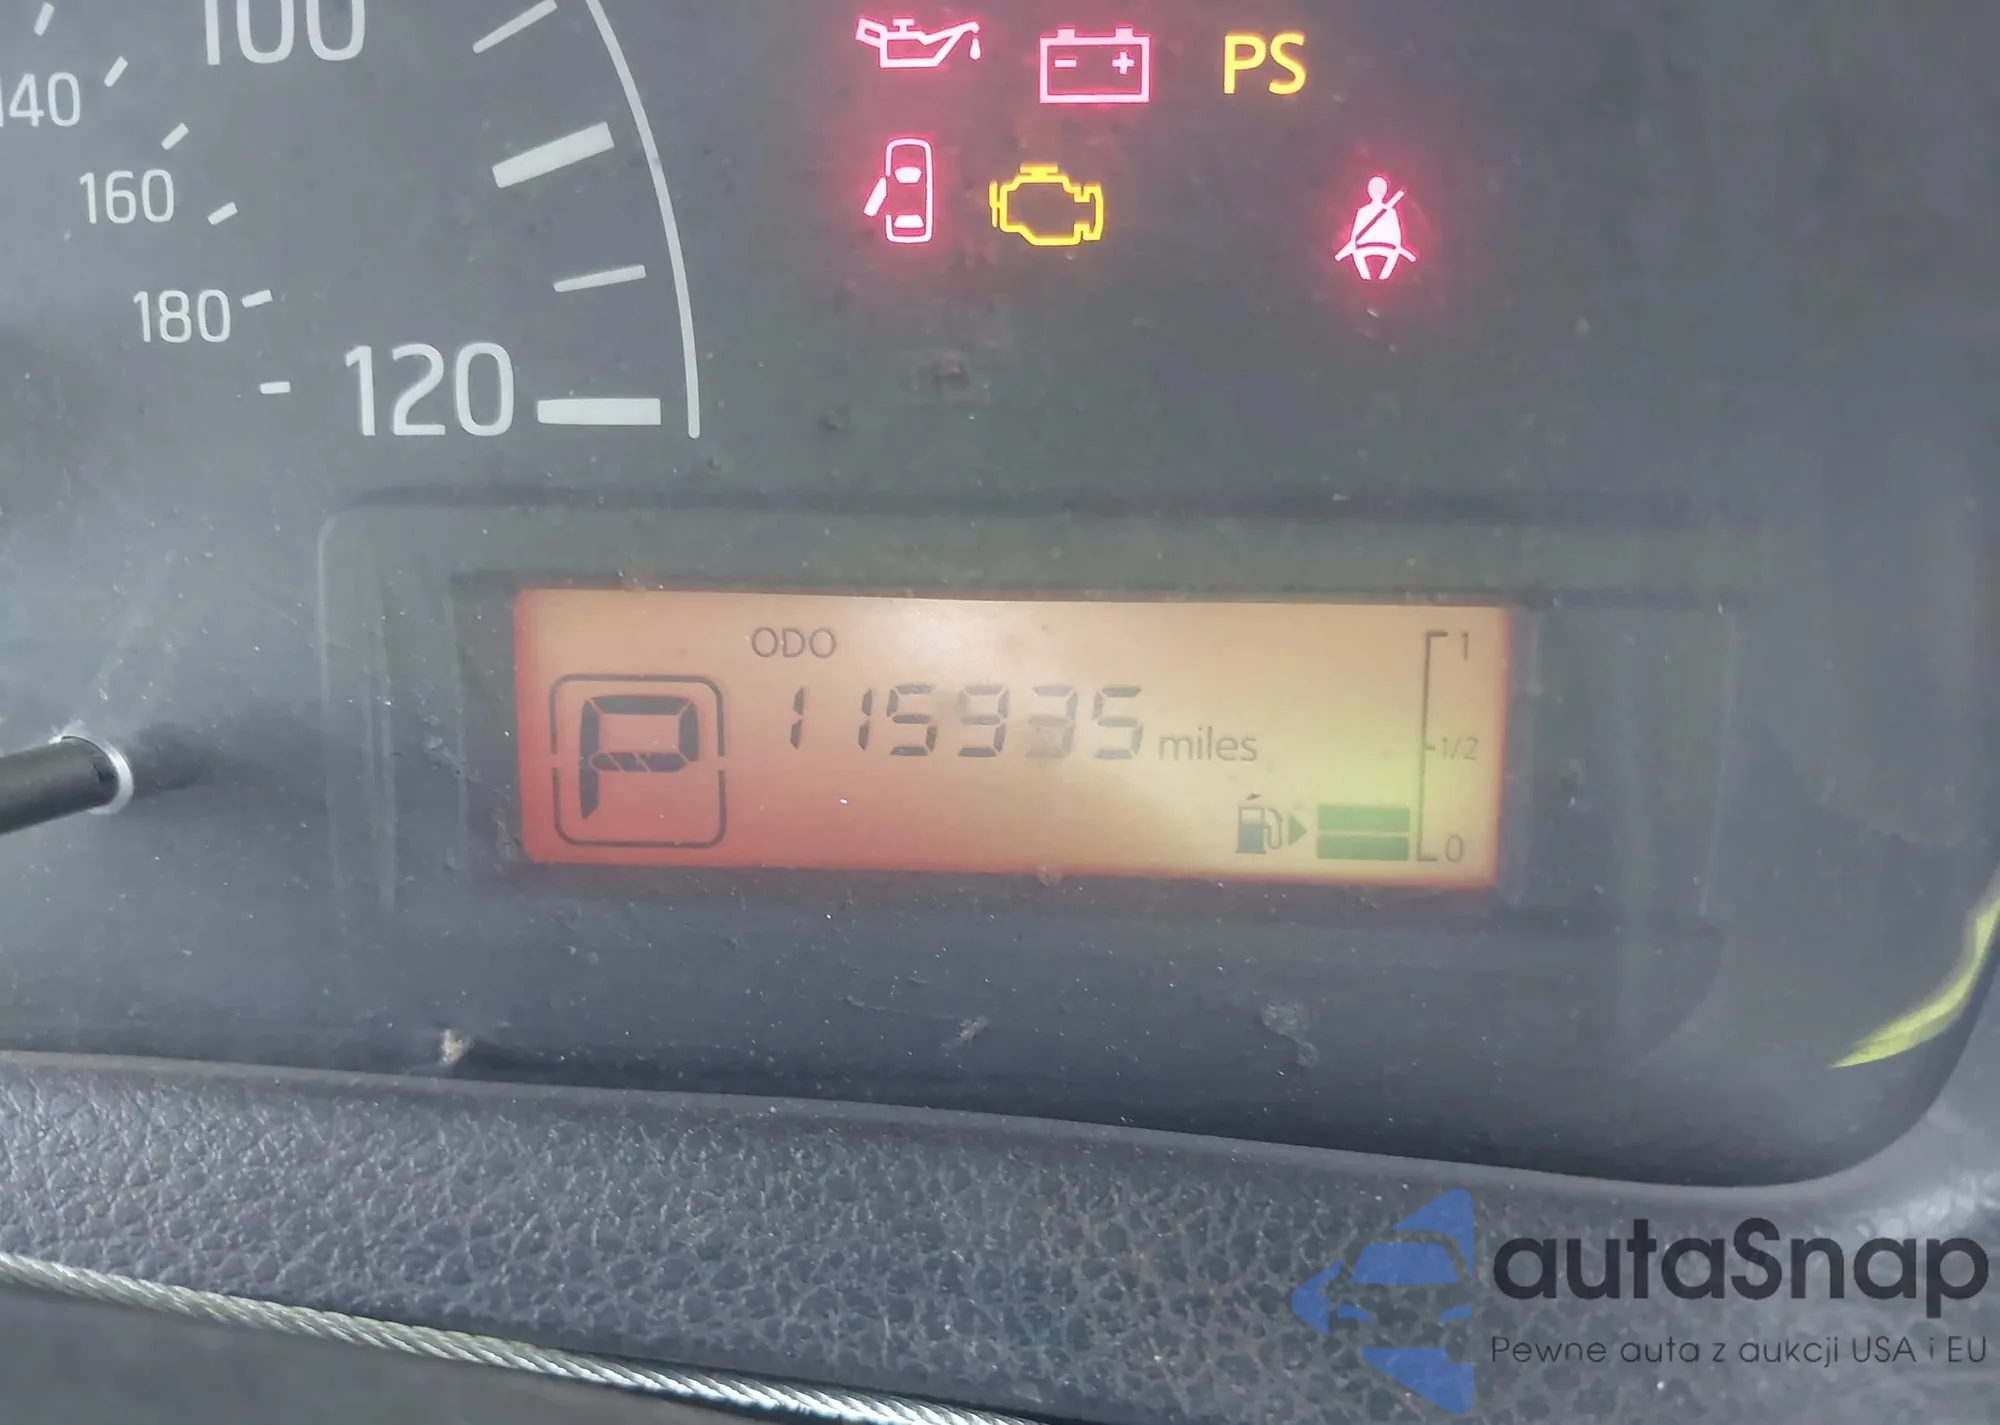 100
140
160
180
120
PS
ODO
P
115935 miles
1
1/2
0
autaSnap
Pewne auta z aukcji USA i EU